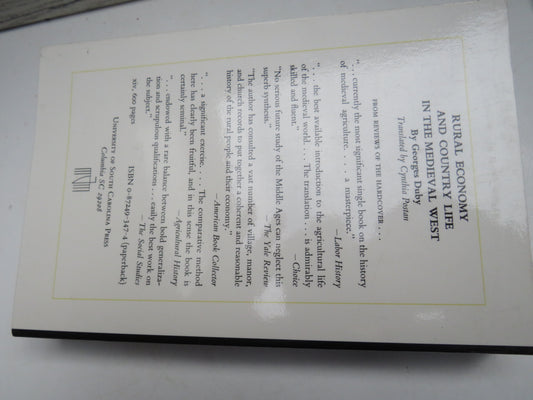 RURAL ECONOMY
AND COUNTRY LIFE
IN THE MEDIEVAL WEST
By Georges Duby
Translated by Cynthia Postan
FROM REVIEWS OF THE HARDCOVER . . .
". . . currently the most significant single book on the history
of medieval agriculture. . . . a masterpiece."
—Labor History
". . . the best available introduction to the agricultural life
of the medieval world. . . . The translation . . . is admirably
skilled and fluent."
—Choice
"No serious future study of the Middle Ages can neglect this
superb synthesis."
—The Yale Review
"The author has consulted a vast number of village, manor,
and church records to put together a coherent and reasonable
history of the rural people and their economy."
—American Book Collector
". . . a significant exercise. . . . The comparative method
here has clearly been fruitful, and in this sense the book is
certainly seminal."
—Agricultural History
". . . endowed with a rare balance between bold generaliza-
tion and scrupulous qualifications . . . easily the best work on
the subject."
—The Social Studies
xiv, 600 pages
ISBN 0-87249-347-4 (paperback)
UNIVERSITY OF SOUTH CAROLINA PRESS
Columbia SC 29208